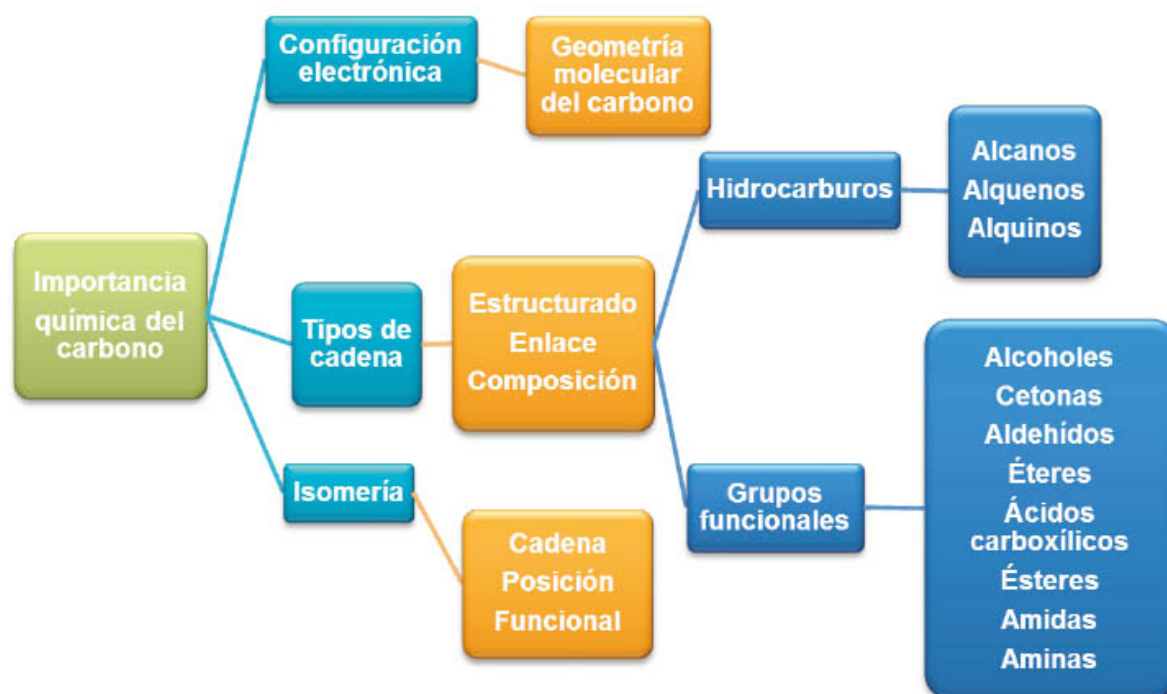 Configuración
electrónica
Geometría
molecular
del carbono
Hidrocarburos
Alcanos
Alquenos
Alquinos
Importancia
química del
carbono
Tipos de
cadena
Estructurado
Enlace
Composición
Isomería
Cadena
Posición
Funcional
Grupos
funcionales
Alcoholes
Cetonas
Aldehídos
Éteres
Ácidos
carboxílicos
Ésteres
Amidas
Aminas